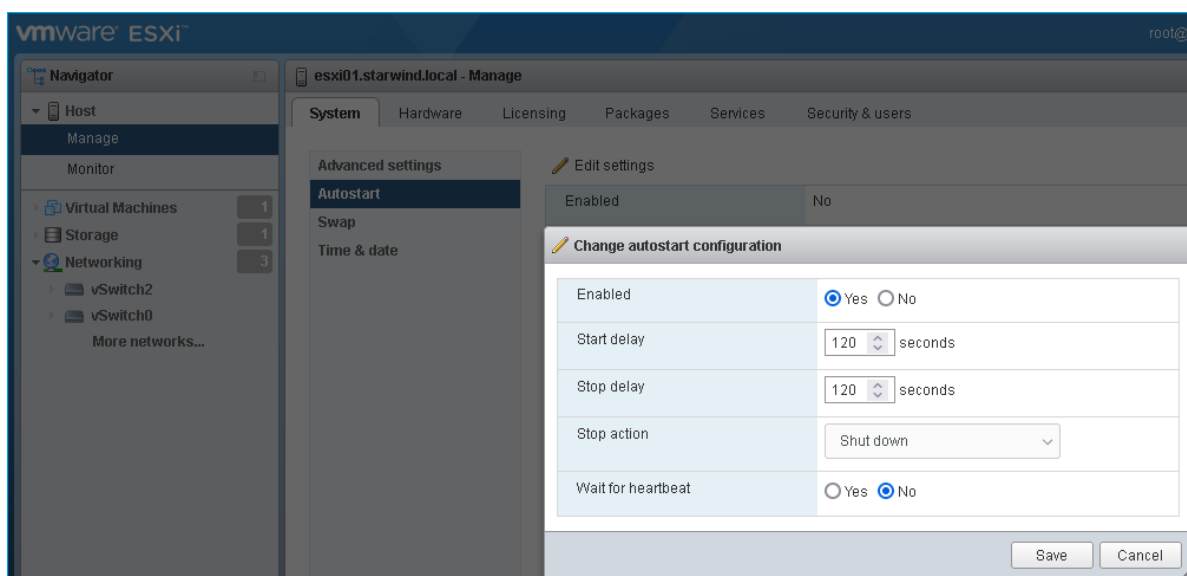 vmware ESXi™
root@
Navigator
Host
Manage
Monitor
Virtual Machines 1
Storage 1
Networking 3
vSwitch2
vSwitch0
More networks...
esxi01.starwind.local - Manage
System Hardware Licensing Packages Services Security & users
Advanced settings
Autostart
Swap
Time & date
Edit settings
Enabled No
Change autostart configuration
Enabled Yes No
Start delay 120 seconds
Stop delay 120 seconds
Stop action Shut down
Wait for heartbeat Yes No
Save Cancel